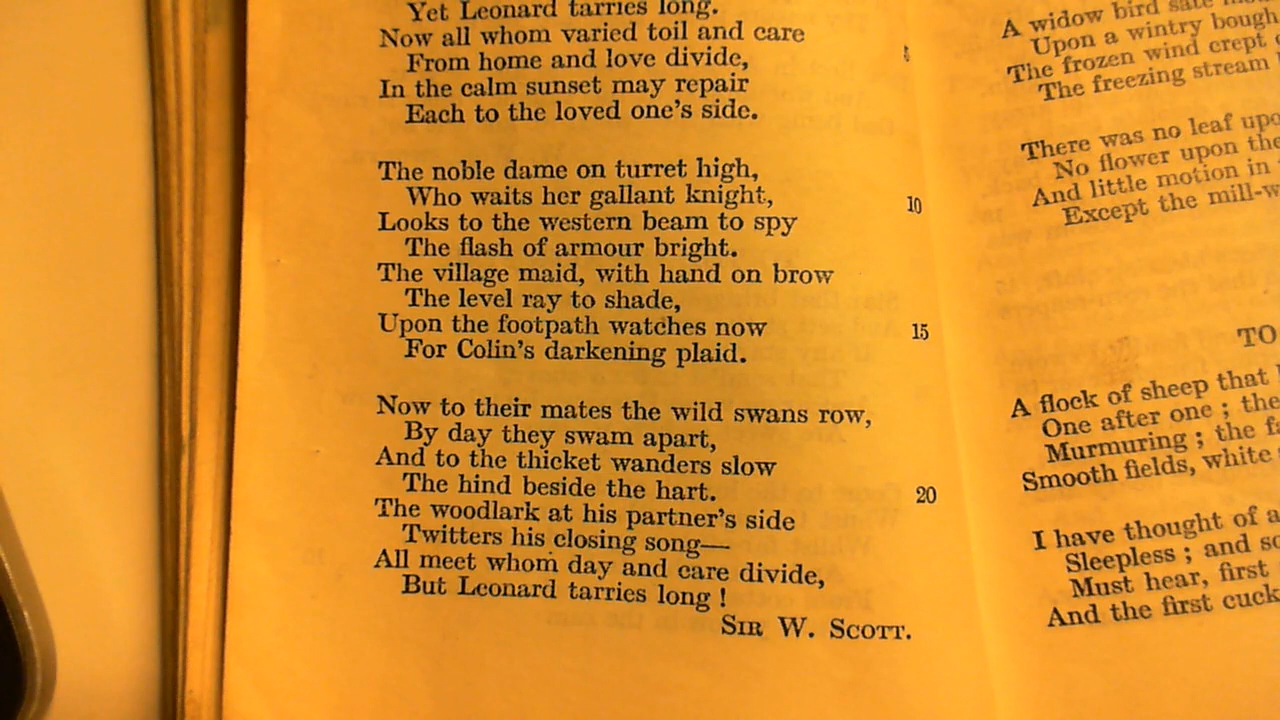 Yet Leonard tarries long.
Now all whom varied toil and care
From home and love divide, 5
In the calm sunset may repair
Each to the loved one's side.
The noble dame on turret high,
Who waits her gallant knight, 10
Looks to the western beam to spy
The flash of armour bright.
The village maid, with hand on brow
The level ray to shade,
Upon the footpath watches now 15
For Colin's darkening plaid.
Now to their mates the wild swans row,
By day they swam apart,
And to the thicket wanders slow
The hind beside the hart. 20
The woodlark at his partner's side
Twitters his closing song—
All meet whom day and care divide,
But Leonard tarries long !
SIR W. SCOTT.
A widow bird sate
Upon a wintry bough
The frozen wind crept
The freezing stream
There was no leaf
No flower upon the
And little motion in
Except the
TO
A flock of sheep that
One after one ; the
Murmuring ; the
Smooth fields, white
I have thought of a
Sleepless ; and
Must hear, first
And the first